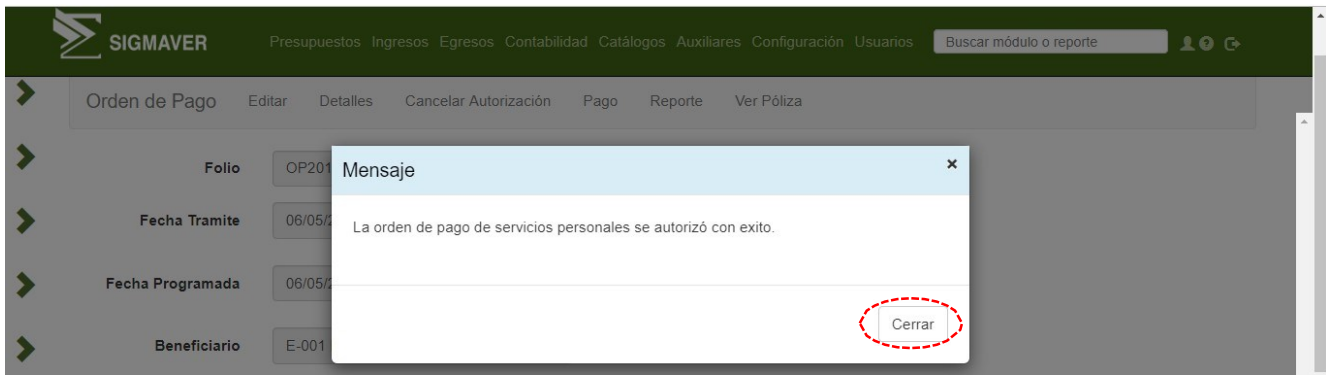 SIGMAVER Presupuestos Ingresos Egresos Contabilidad Catálogos Auxiliares Configuración Usuarios Buscar módulo o reporte
Orden de Pago Editar Detalles Cancelar Autorización Pago Reporte Ver Póliza
Mensaje
Folio OP201
Fecha Tramite 06/05/2
La orden de pago de servicios personales se autorizó con exito.
Fecha Programada 06/05/2
Cerrar
Beneficiario E-001